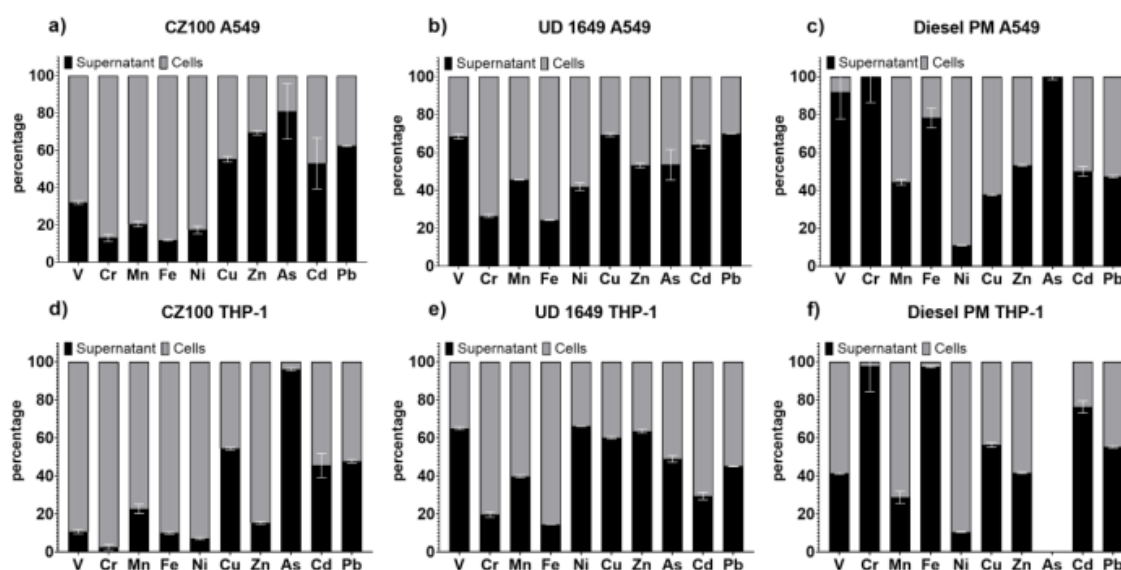 a) CZ100 A549
■ Supernatant ■ Cells
percentage
100
80
60
40
20
0
V Cr Mn Fe Ni Cu Zn As Cd Pb
b) UD 1649 A549
■ Supernatant ■ Cells
percentage
100
80
60
40
20
0
V Cr Mn Fe Ni Cu Zn As Cd Pb
c) Diesel PM A549
■ Supernatant ■ Cells
percentage
100
80
60
40
20
0
V Cr Mn Fe Ni Cu Zn As Cd Pb
d) CZ100 THP-1
■ Supernatant ■ Cells
percentage
100
80
60
40
20
0
V Cr Mn Fe Ni Cu Zn As Cd Pb
e) UD 1649 THP-1
■ Supernatant ■ Cells
percentage
100
80
60
40
20
0
V Cr Mn Fe Ni Cu Zn As Cd Pb
f) Diesel PM THP-1
■ Supernatant ■ Cells
percentage
100
80
60
40
20
0
V Cr Mn Fe Ni Cu Zn As Cd Pb